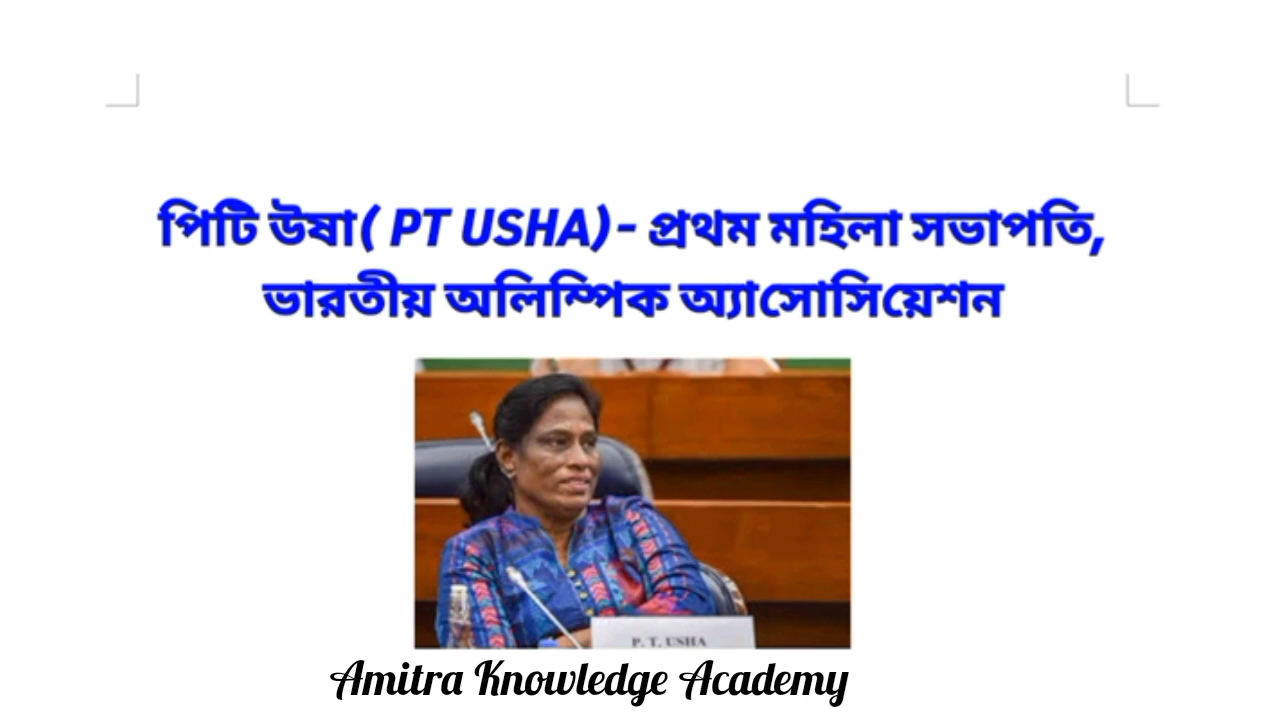 পিটি উষা( PT USHA)- প্রথম মহিলা সভাপতি,
ভারতীয় অলিম্পিক অ্যাসোসিয়েশন
P. T. USHA
Amitra Knowledge Academy